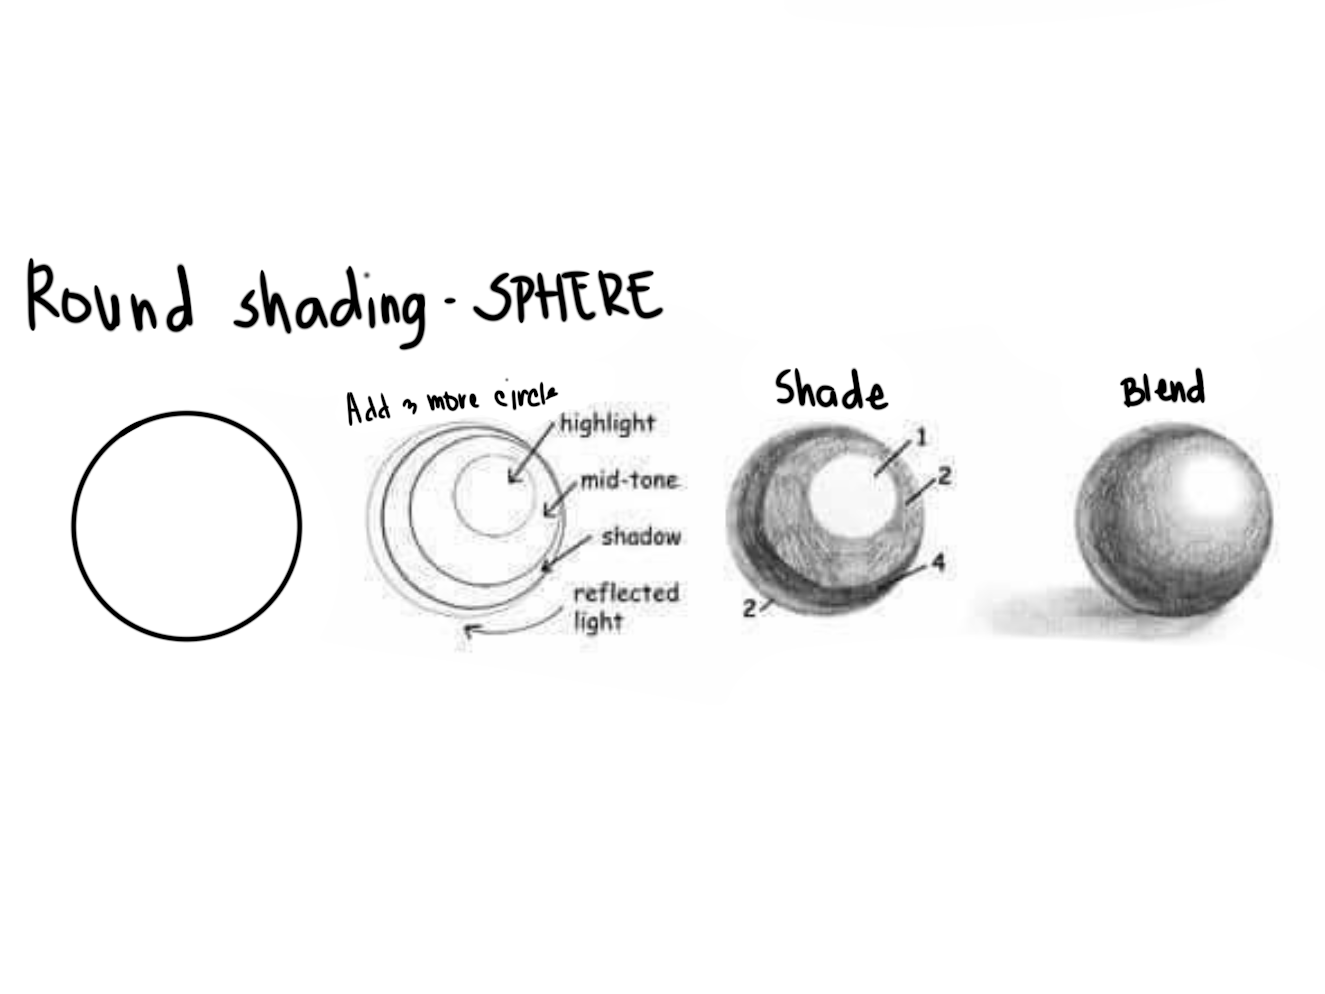 Round shading - SPHERE
Add 3 more circle
highlight
mid-tone
shadow
reflected
light
Shade
1
2
4
2
Blend